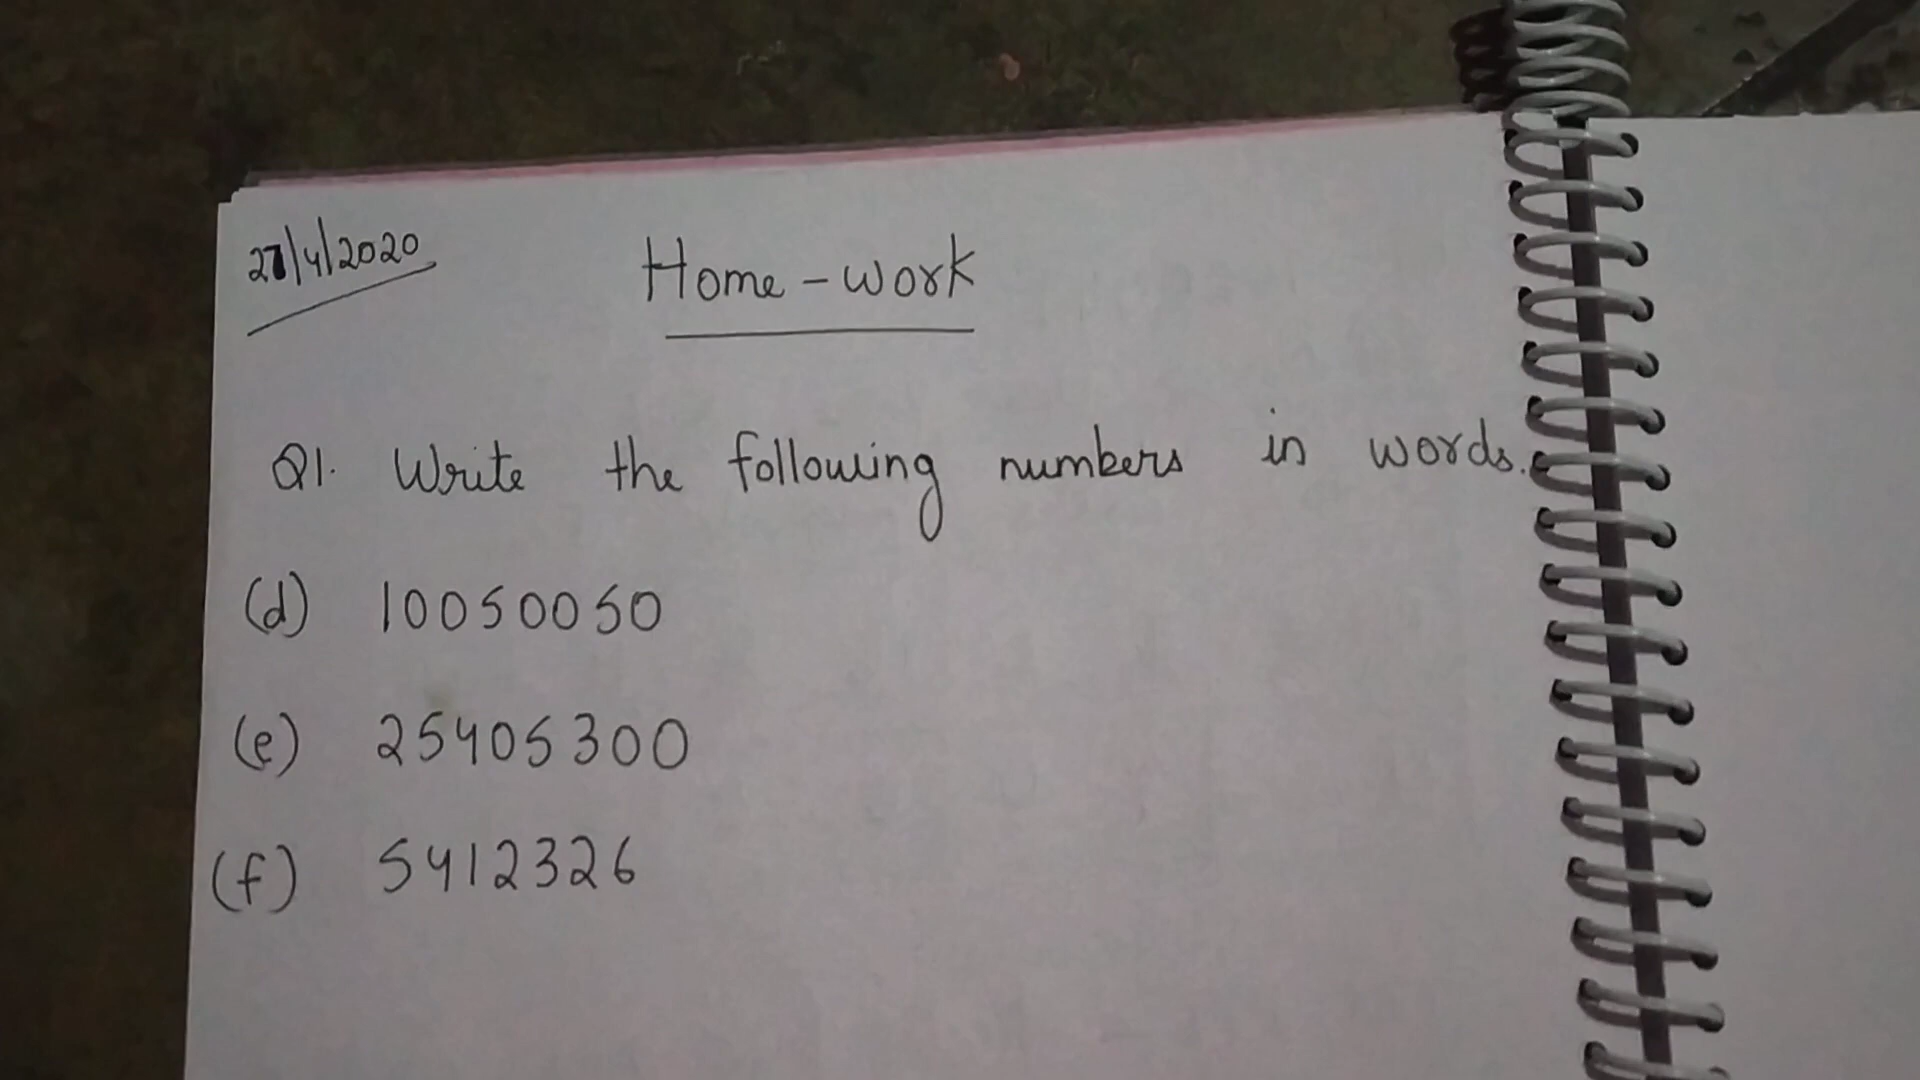 27/4/2020
Home-work
Q1. Write the following numbers in words.
(d) 10050050
(e) 25405300
(f) 5412326